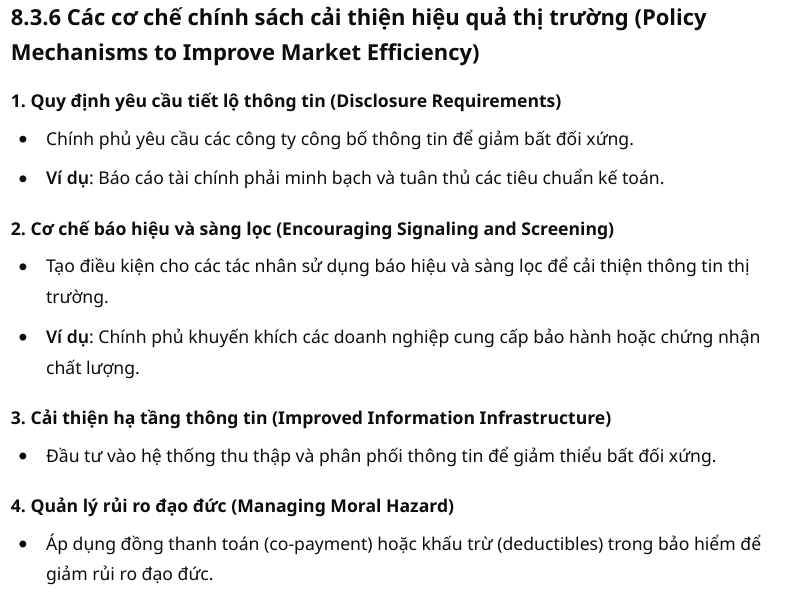 8.3.6 Các cơ chế chính sách cải thiện hiệu quả thị trường (Policy
Mechanisms to Improve Market Efficiency)
1. Quy định yêu cầu tiết lộ thông tin (Disclosure Requirements)
• Chính phủ yêu cầu các công ty công bố thông tin để giảm bất đối xứng.
• Ví dụ: Báo cáo tài chính phải minh bạch và tuân thủ các tiêu chuẩn kế toán.
2. Cơ chế báo hiệu và sàng lọc (Encouraging Signaling and Screening)
• Tạo điều kiện cho các tác nhân sử dụng báo hiệu và sàng lọc để cải thiện thông tin thị
trường.
• Ví dụ: Chính phủ khuyến khích các doanh nghiệp cung cấp bảo hành hoặc chứng nhận
chất lượng.
3. Cải thiện hạ tầng thông tin (Improved Information Infrastructure)
• Đầu tư vào hệ thống thu thập và phân phối thông tin để giảm thiểu bất đối xứng.
4. Quản lý rủi ro đạo đức (Managing Moral Hazard)
• Áp dụng đồng thanh toán (co-payment) hoặc khấu trừ (deductibles) trong bảo hiểm để
giảm rủi ro đạo đức.